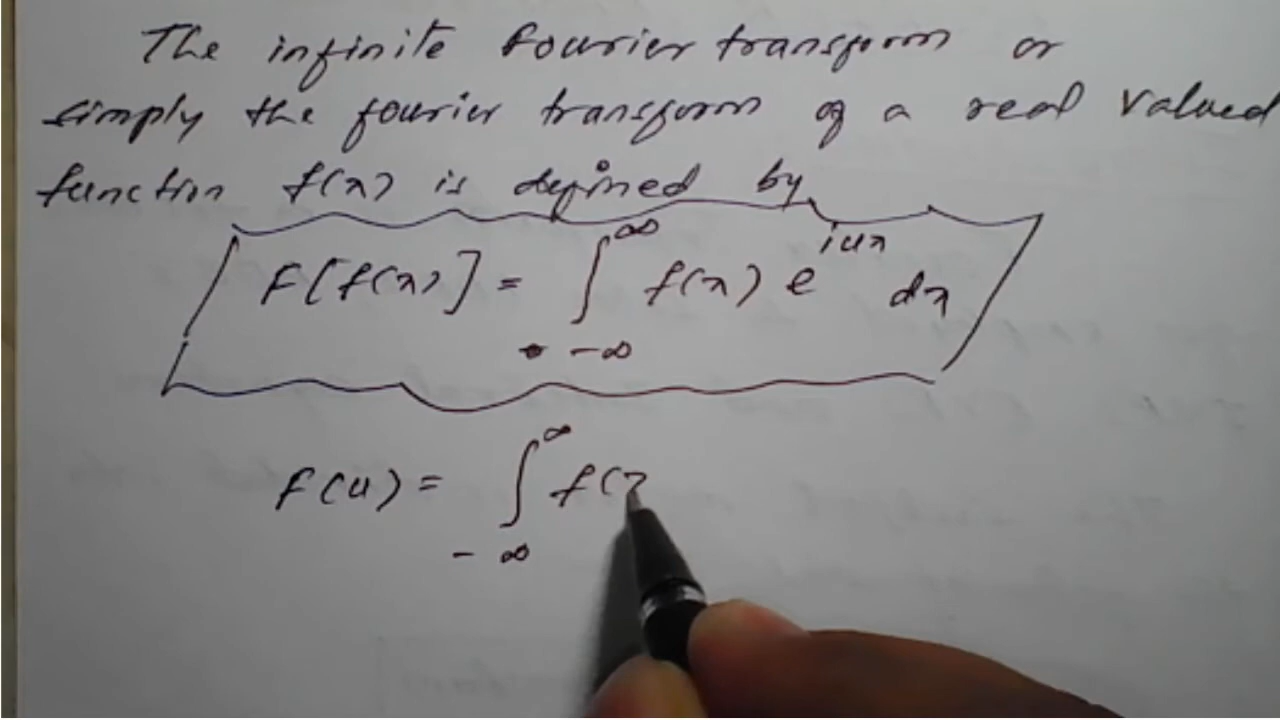 The infinite Fourier transform or
simply the fourier transform of a real valued
function f(x) is defined by
F[f(x)] = ∫_{-∞}^{∞} f(x) e^{iux} dx
F(u) = ∫_{-∞}^{∞} f(x